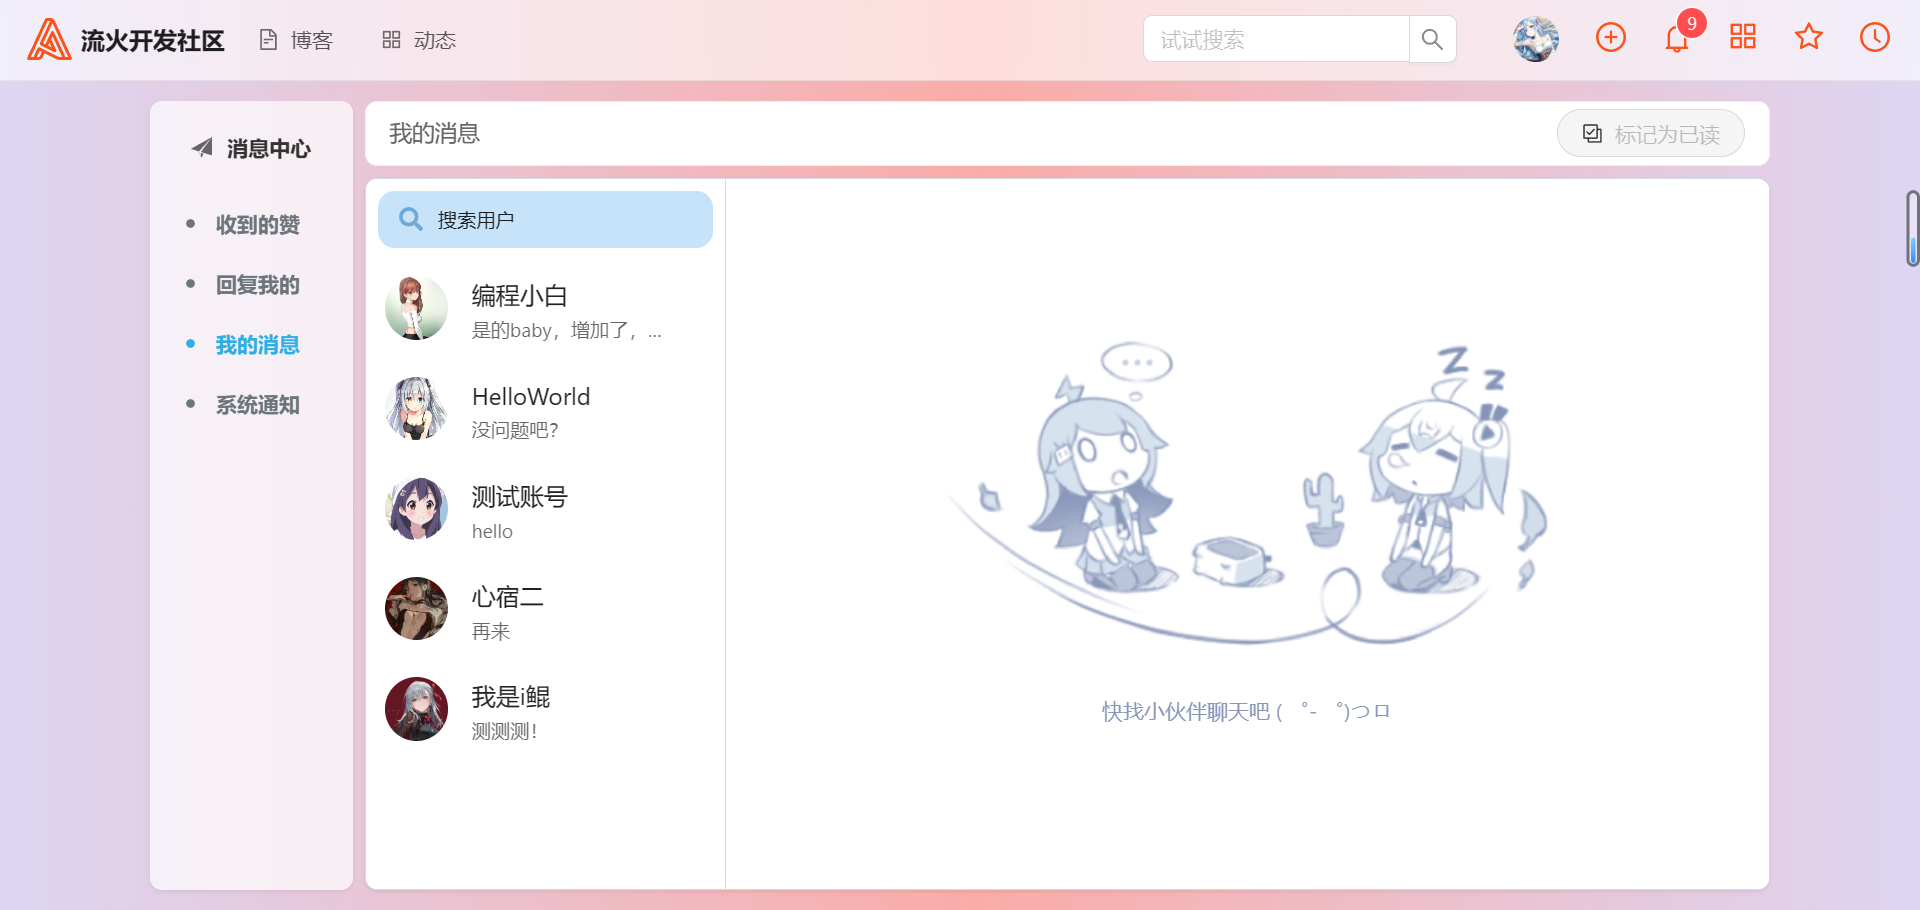 流火开发社区
博客
动态
试试搜索
9
消息中心
收到的赞
回复我的
我的消息
系统通知
我的消息
标记为已读
搜索用户
编程小白
是的baby，增加了，...
HelloWorld
没问题吧？
测试账号
hello
心宿二
再来
我是i鲲
测测测！
z z
快找小伙伴聊天吧 ( ゜- ゜)つロ